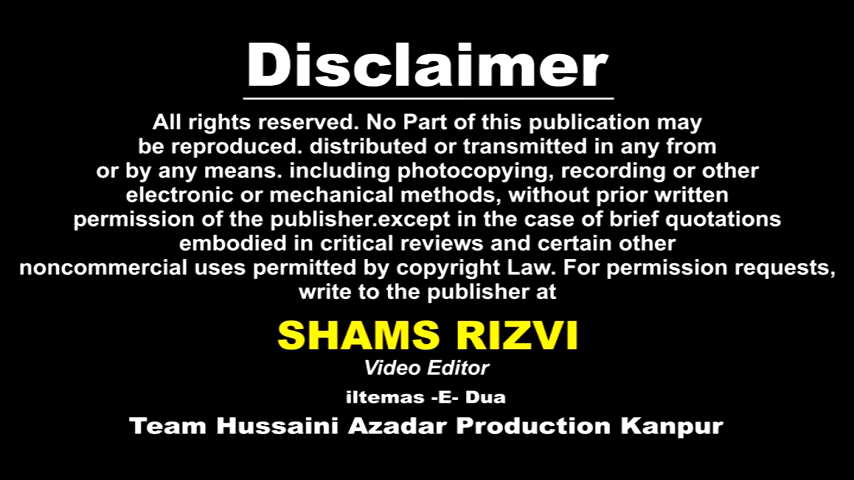 Disclaimer
All rights reserved. No Part of this publication may
be reproduced. distributed or transmitted in any from
or by any means. including photocopying, recording or other
electronic or mechanical methods, without prior written
permission of the publisher.except in the case of brief quotations
embodied in critical reviews and certain other
noncommercial uses permitted by copyright Law. For permission requests,
write to the publisher at
SHAMS RIZVI
Video Editor
iltemas -E- Dua
Team Hussaini Azadar Production Kanpur